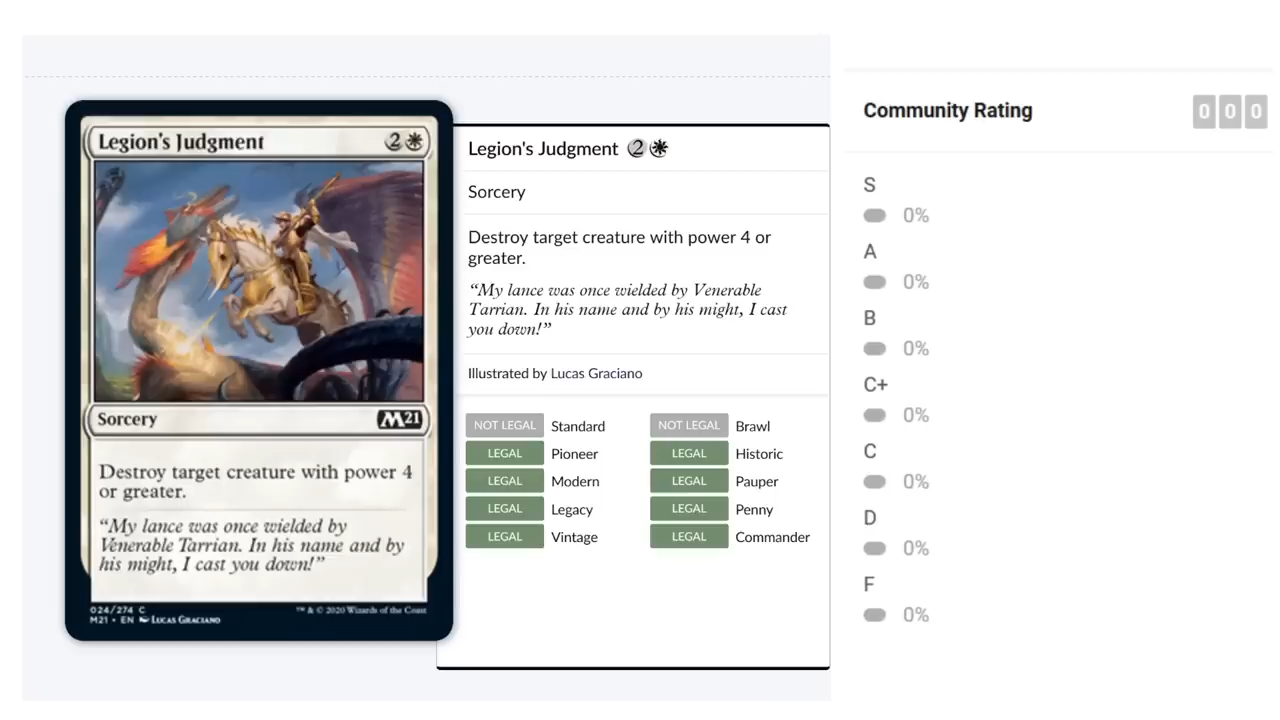 Legion's Judgment 2
Sorcery
M21
Destroy target creature with power 4
or greater.
“My lance was once wielded by
Venerable Tarrian. In his name and by
his might, I cast you down!”
024/274 C
M21 • EN Lucas Graciano
™ & © 2020 Wizards of the Coast
Legion's Judgment 2
Sorcery
Destroy target creature with power 4 or
greater.
“My lance was once wielded by Venerable
Tarrian. In his name and by his might, I cast
you down!”
Illustrated by Lucas Graciano
NOT LEGAL Standard NOT LEGAL Brawl
LEGAL Pioneer LEGAL Historic
LEGAL Modern LEGAL Pauper
LEGAL Legacy LEGAL Penny
LEGAL Vintage LEGAL Commander
Community Rating 0 0 0
S
0%
A
0%
B
0%
C+
0%
C
0%
D
0%
F
0%